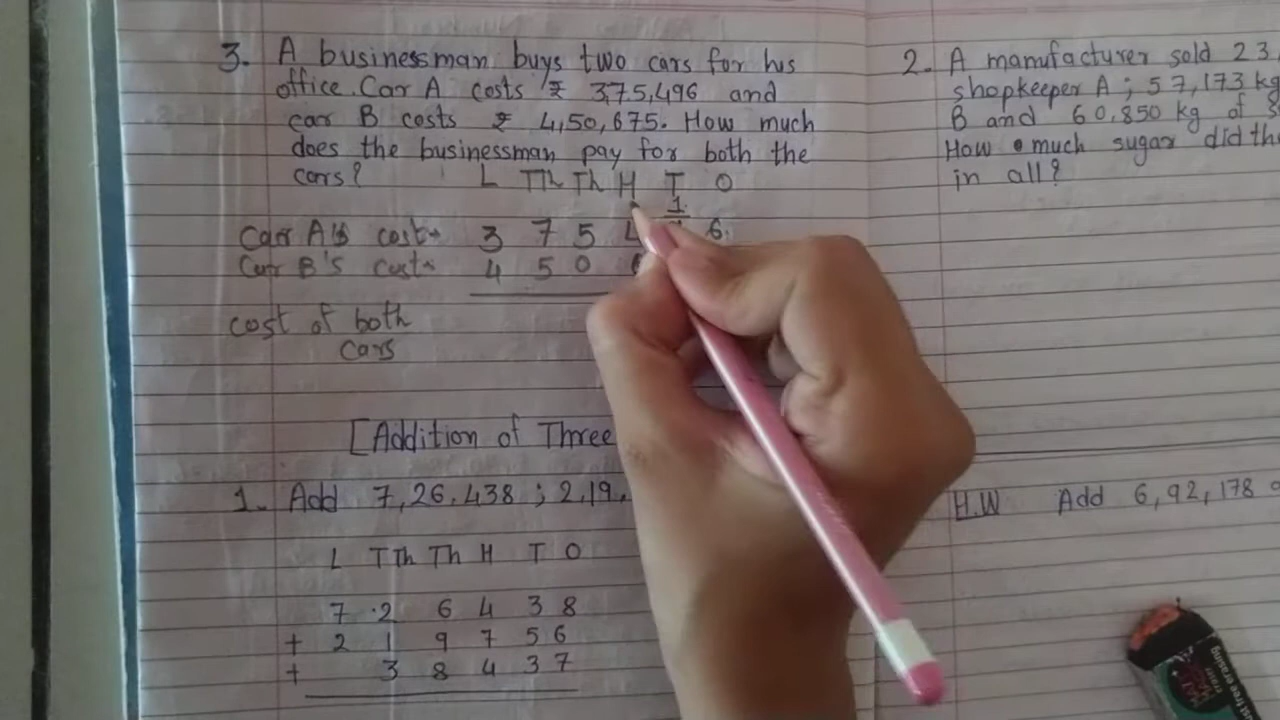 3. A businessman buys two cars for his
office. Car A costs ₹ 3,75,496 and
car B costs ₹ 4,50,675. How much
does the businessman pay for both the
cars?
L TTh Th H T O
1
Car A's cost→ 3 7 5 4 6
Car B's cost→ 4 5 0
cost of both
cars
[Addition of Three
1. Add 7,26,438 ; 2,19,
L T Th Th H T O
7 2 6 4 3 8
+ 2 1 9 7 5 6
+ 3 8 4 3 7
2. A manufacturer sold 23,
shopkeeper A ; 57,173 kg
B and 60,850 kg of
How much sugar did th
in all?
H.W Add 6,92,178